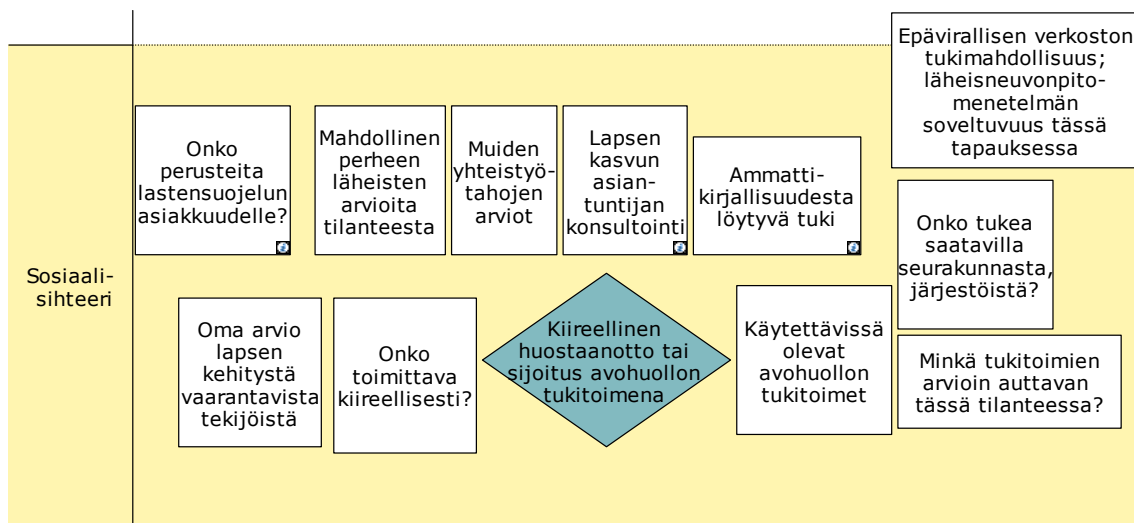 Sosiaali-
sihteeri
Onko
perusteita
lastensuojelun
asiakkuudelle?
Mahdollinen
perheen
läheisten
arvioita
tilanteesta
Muiden
yhteistyö-
tahojen
arviot
Lapsen
kasvun
asian-
tuntijan
konsultointi
Ammatti-
kirjallisuudesta
löytyvä tuki
Epävirallisen verkoston
tukimahdollisuus;
läheisneuvonpito-
menetelmän
soveltuvuus tässä
tapauksessa
Onko tukea
saatavilla
seurakunnasta,
järjestöistä?
Oma arvio
lapsen
kehitystä
vaarantavista
tekijöistä
Onko
toimittava
kiireellisesti?
Kiireellinen
huostaanotto tai
sijoitus avohuollon
tukitoimena
Käytettävissä
olevat
avohuollon
tukitoimet
Minkä tukitoimien
arvioin auttavan
tässä tilanteessa?